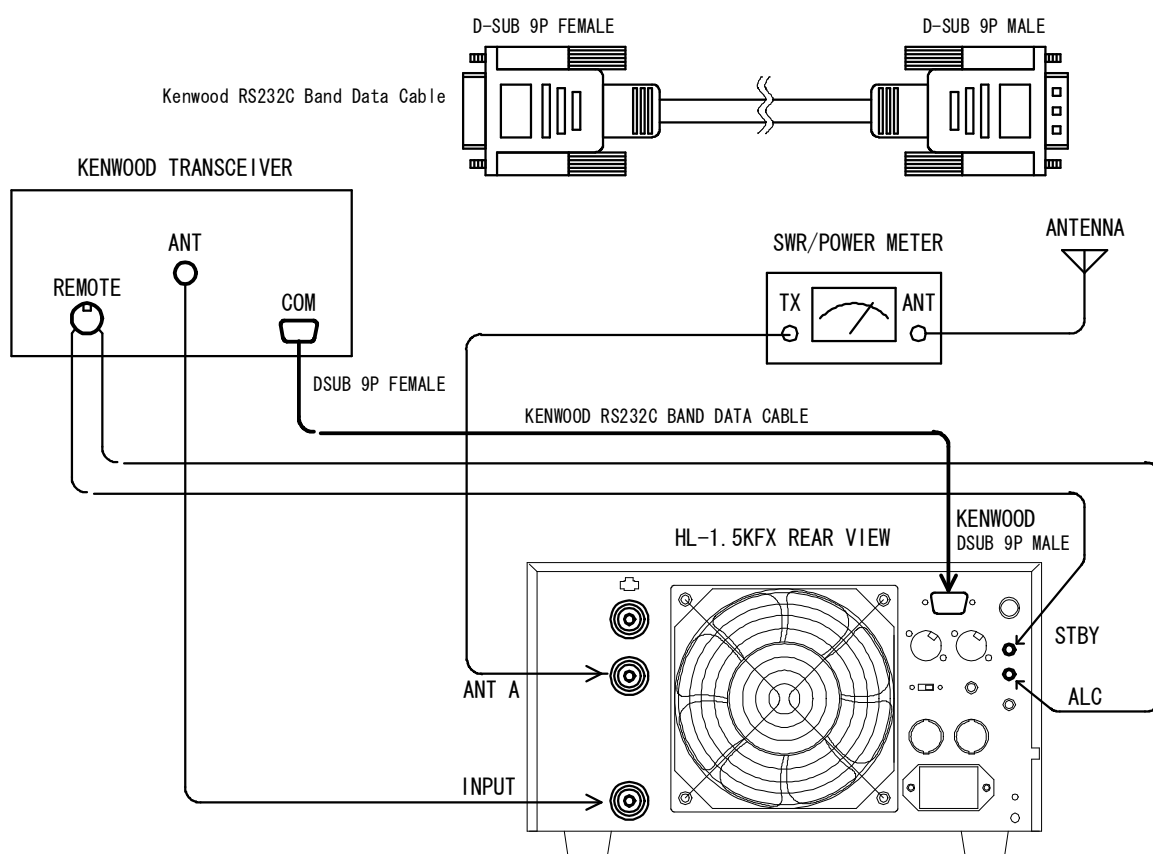 D-SUB 9P FEMALE
D-SUB 9P MALE
Kenwood RS232C Band Data Cable
KENWOOD TRANSCEIVER
ANT
REMOTE
COM
DSUB 9P FEMALE
SWR/POWER METER
TX
ANT
ANTENNA
KENWOOD RS232C BAND DATA CABLE
HL-1.5KFX REAR VIEW
KENWOOD
DSUB 9P MALE
STBY
ALC
ANT A
INPUT